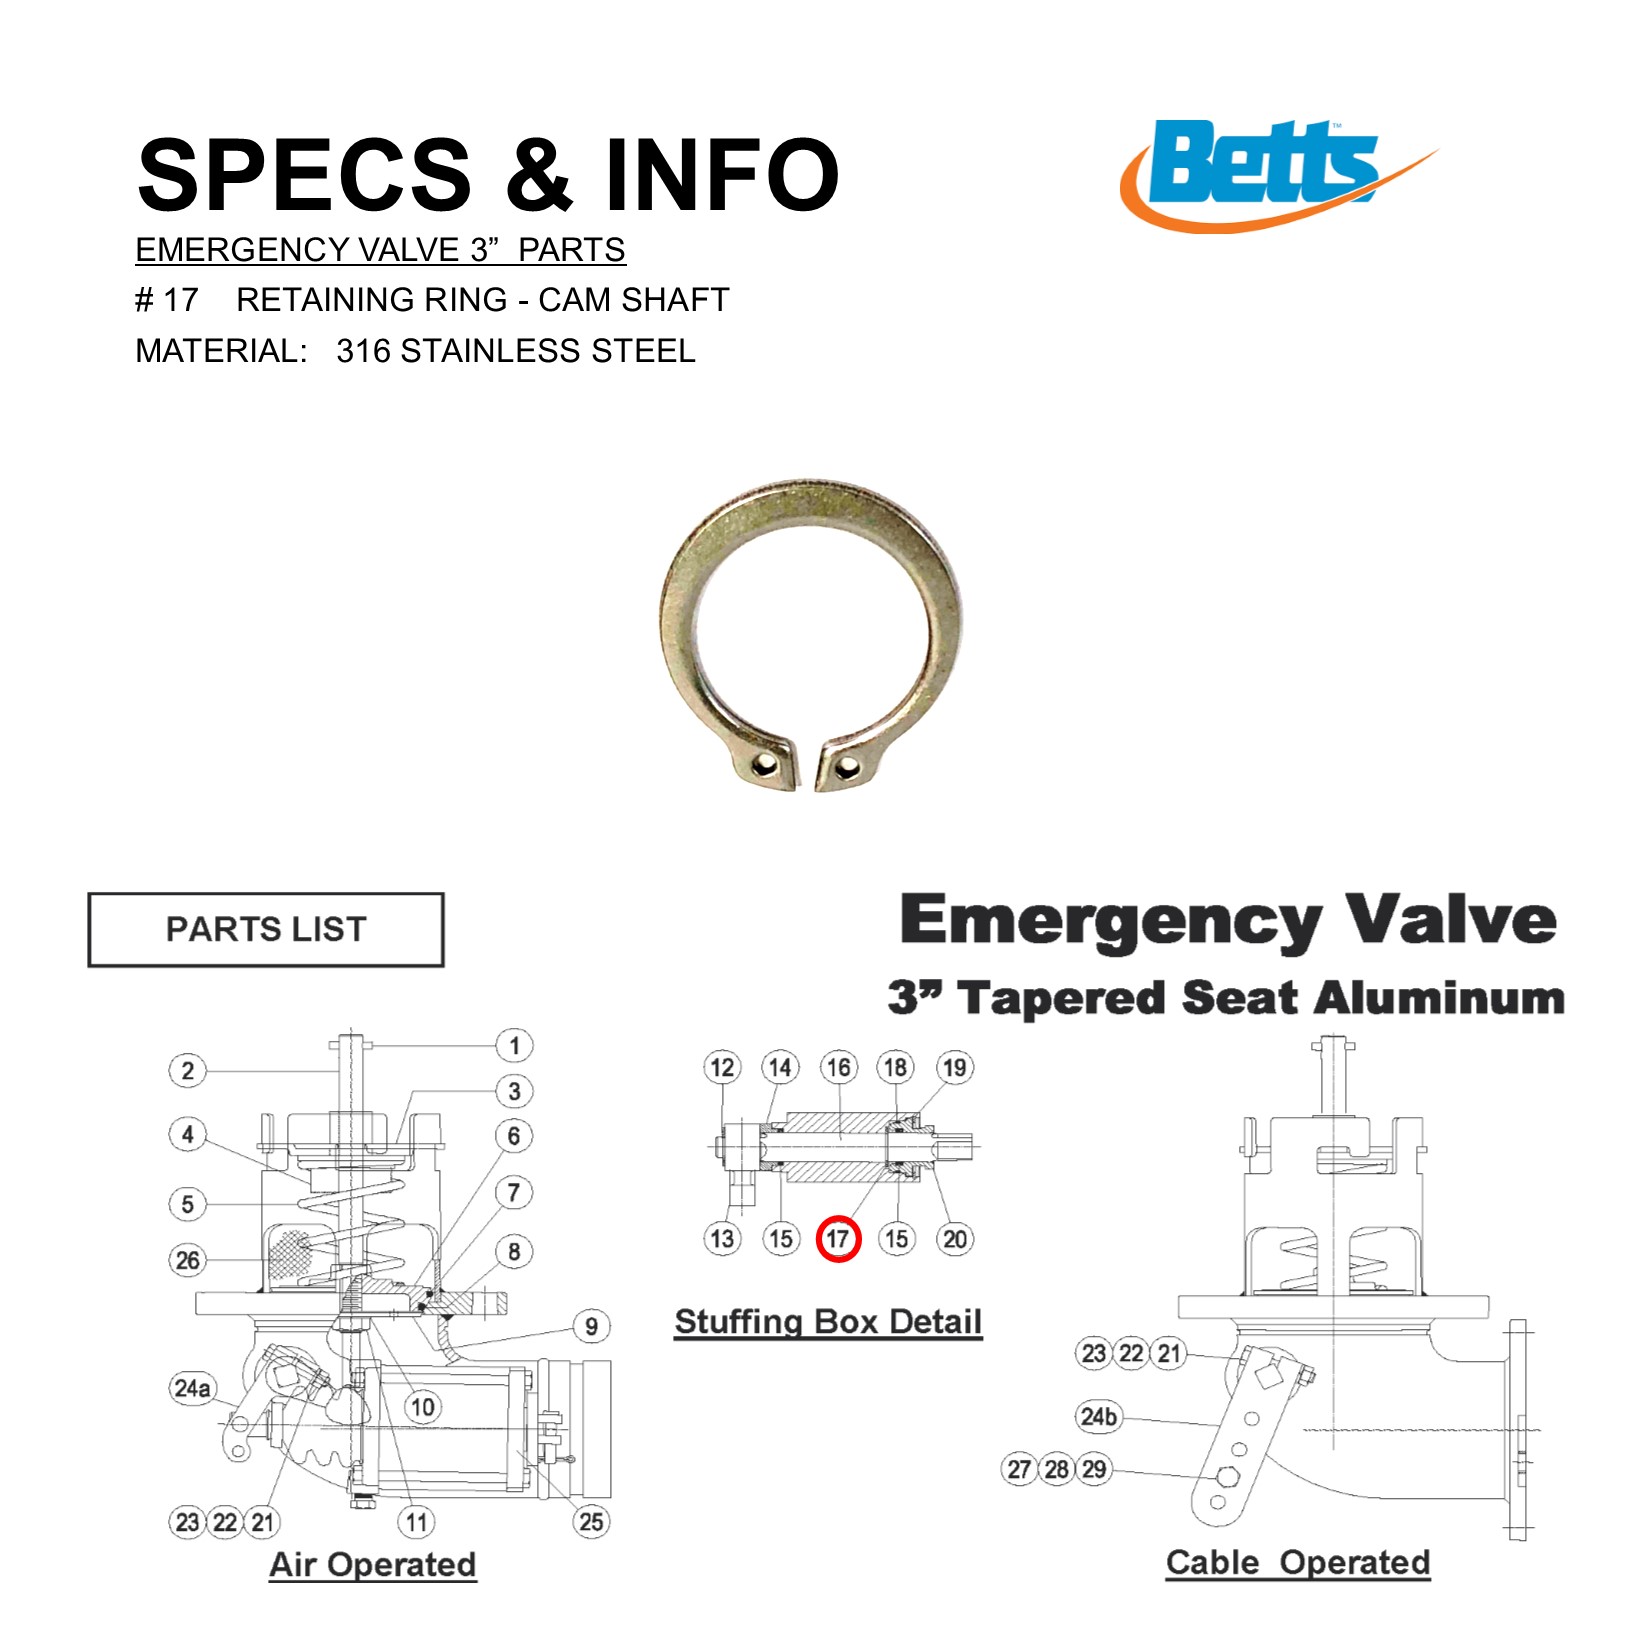 SPECS & INFO
Betts™
EMERGENCY VALVE 3” PARTS
# 17 RETAINING RING - CAM SHAFT
MATERIAL: 316 STAINLESS STEEL
PARTS LIST
Emergency Valve
3” Tapered Seat Aluminum
1
2
3
4
6
5
7
26
8
9
24a
10
23 22 21
11
25
Air Operated
12 14 16 18 19
13 15 17 15 20
Stuffing Box Detail
23 22 21
24b
27 28 29
Cable Operated